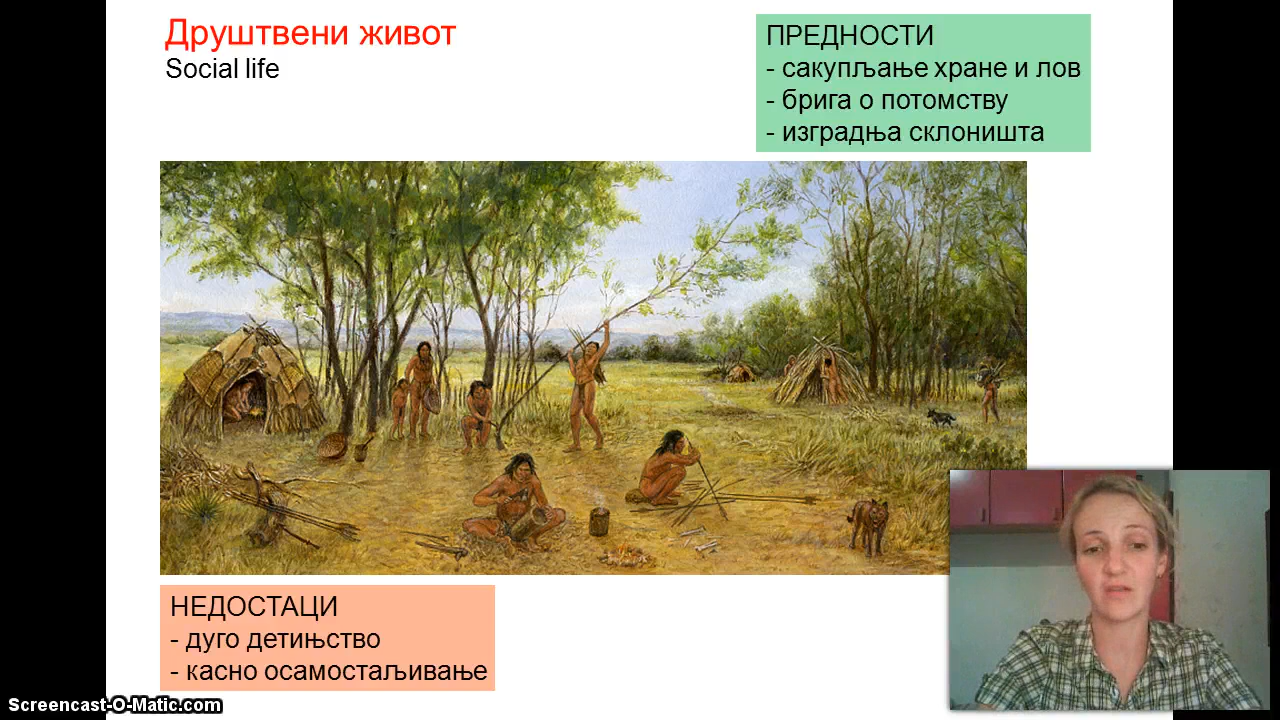 Друштвени живот
Social life
ПРЕДНОСТИ
- сакупљање хране и лов
- брига о потомству
- изградња склоништа
НЕДОСТАЦИ
- дуго детињство
- касно осамостаљивање
Screencast-O-Matic.com